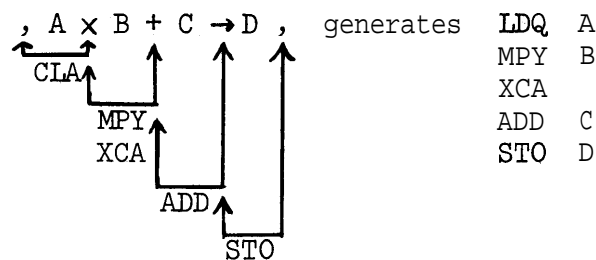 , A × B + C → D , generates LDQ A
CLA MPY B
MPY XCA
XCA ADD C
ADD STO D
STO